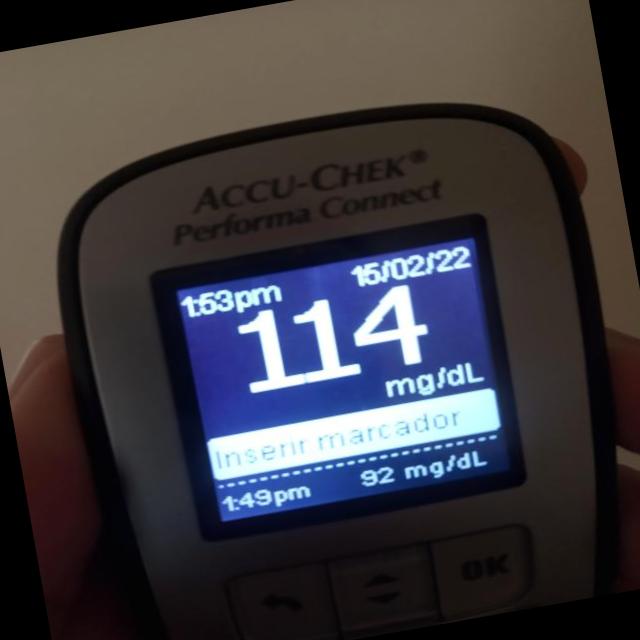 ACCU-CHEK®
Performa Connect
1:53pm 15/02/22
114
mg/dL
Inserir marcador
1:49pm 92 mg/dL
OK